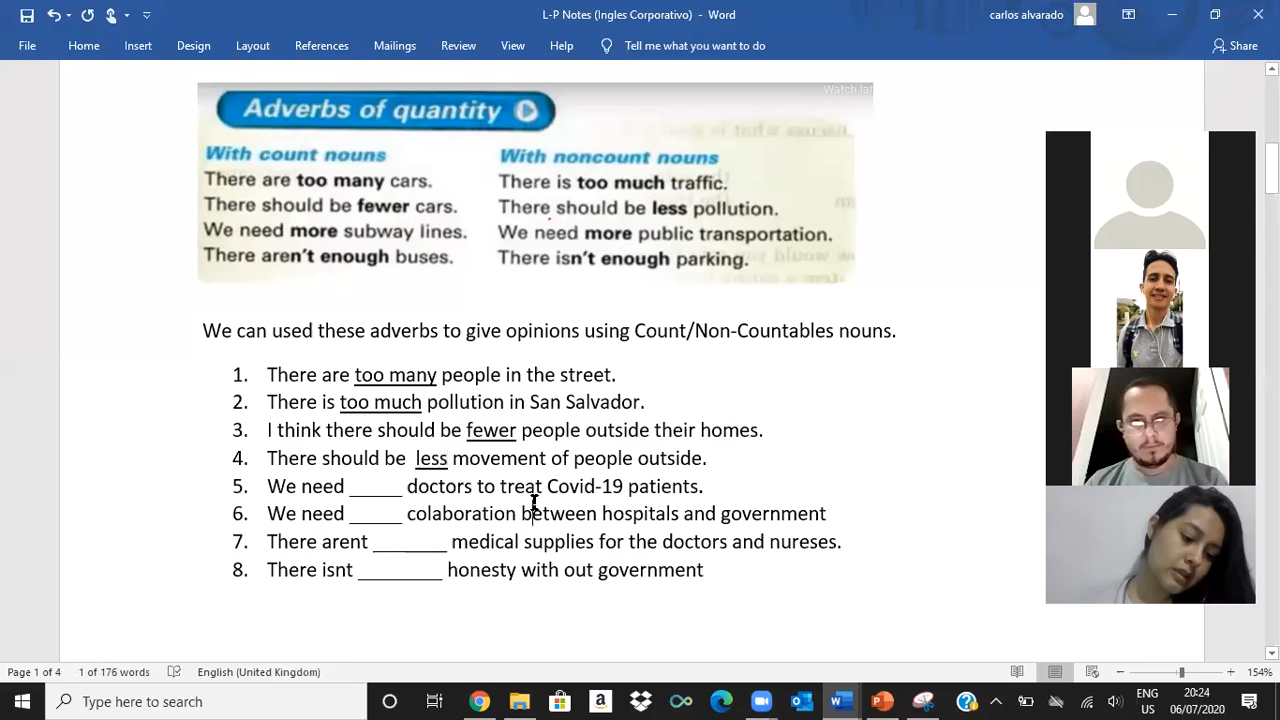 L-P Notes (Ingles Corporativo) - Word
carlos alvarado
File Home Insert Design Layout References Mailings Review View Help Tell me what you want to do Share
Adverbs of quantity
With count nouns
There are too many cars.
There should be fewer cars.
We need more subway lines.
There aren't enough buses.
With noncount nouns
There is too much traffic.
There should be less pollution.
We need more public transportation.
There isn't enough parking.
We can used these adverbs to give opinions using Count/Non-Countables nouns.
1. There are too many people in the street.
2. There is too much pollution in San Salvador.
3. I think there should be fewer people outside their homes.
4. There should be less movement of people outside.
5. We need _____ doctors to treat Covid-19 patients.
6. We need _____ colaboration between hospitals and government
7. There arent _______ medical supplies for the doctors and nureses.
8. There isnt ________ honesty with out government
Page 1 of 4 1 of 176 words English (United Kingdom) 154%
Type here to search
ENG
US
20:24
06/07/2020